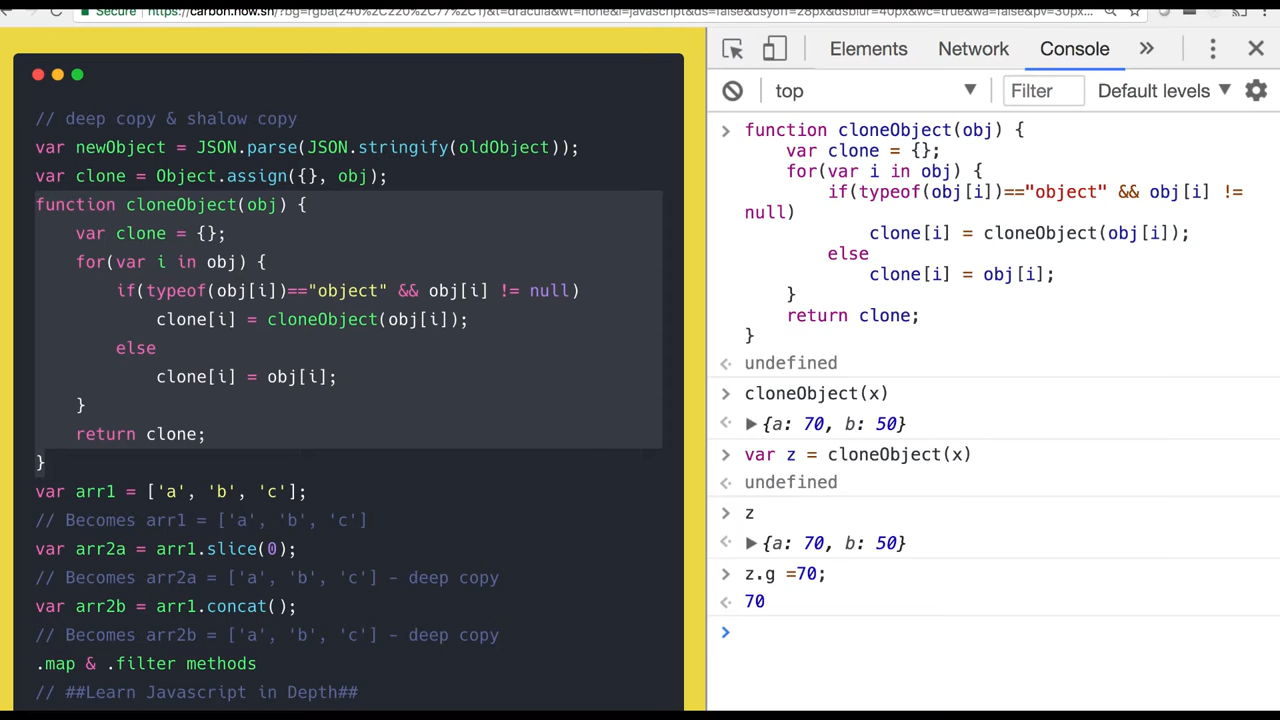 Secure https://carbon.now.sh/?bg=rgba(240%2C220%2C77%2C1)&t=dracula&wt=none&l=javascript&ds=false&dsyoff=28px&dsblur=40px&wc=true&wa=false&pv=30px...
// deep copy & shalow copy
var newObject = JSON.parse(JSON.stringify(oldObject));
var clone = Object.assign({}, obj);
function cloneObject(obj) {
var clone = {};
for(var i in obj) {
if(typeof(obj[i])=="object" && obj[i] != null)
clone[i] = cloneObject(obj[i]);
else
clone[i] = obj[i];
}
return clone;
}
var arr1 = ['a', 'b', 'c'];
// Becomes arr1 = ['a', 'b', 'c']
var arr2a = arr1.slice(0);
// Becomes arr2a = ['a', 'b', 'c'] - deep copy
var arr2b = arr1.concat();
// Becomes arr2b = ['a', 'b', 'c'] - deep copy
.map & .filter methods
// ##Learn Javascript in Depth##
Elements Network Console »
top Filter Default levels
function cloneObject(obj) {
var clone = {};
for(var i in obj) {
if(typeof(obj[i])=="object" && obj[i] !=
null)
clone[i] = cloneObject(obj[i]);
else
clone[i] = obj[i];
}
return clone;
}
undefined
cloneObject(x)
{a: 70, b: 50}
var z = cloneObject(x)
undefined
z
{a: 70, b: 50}
z.g =70;
70